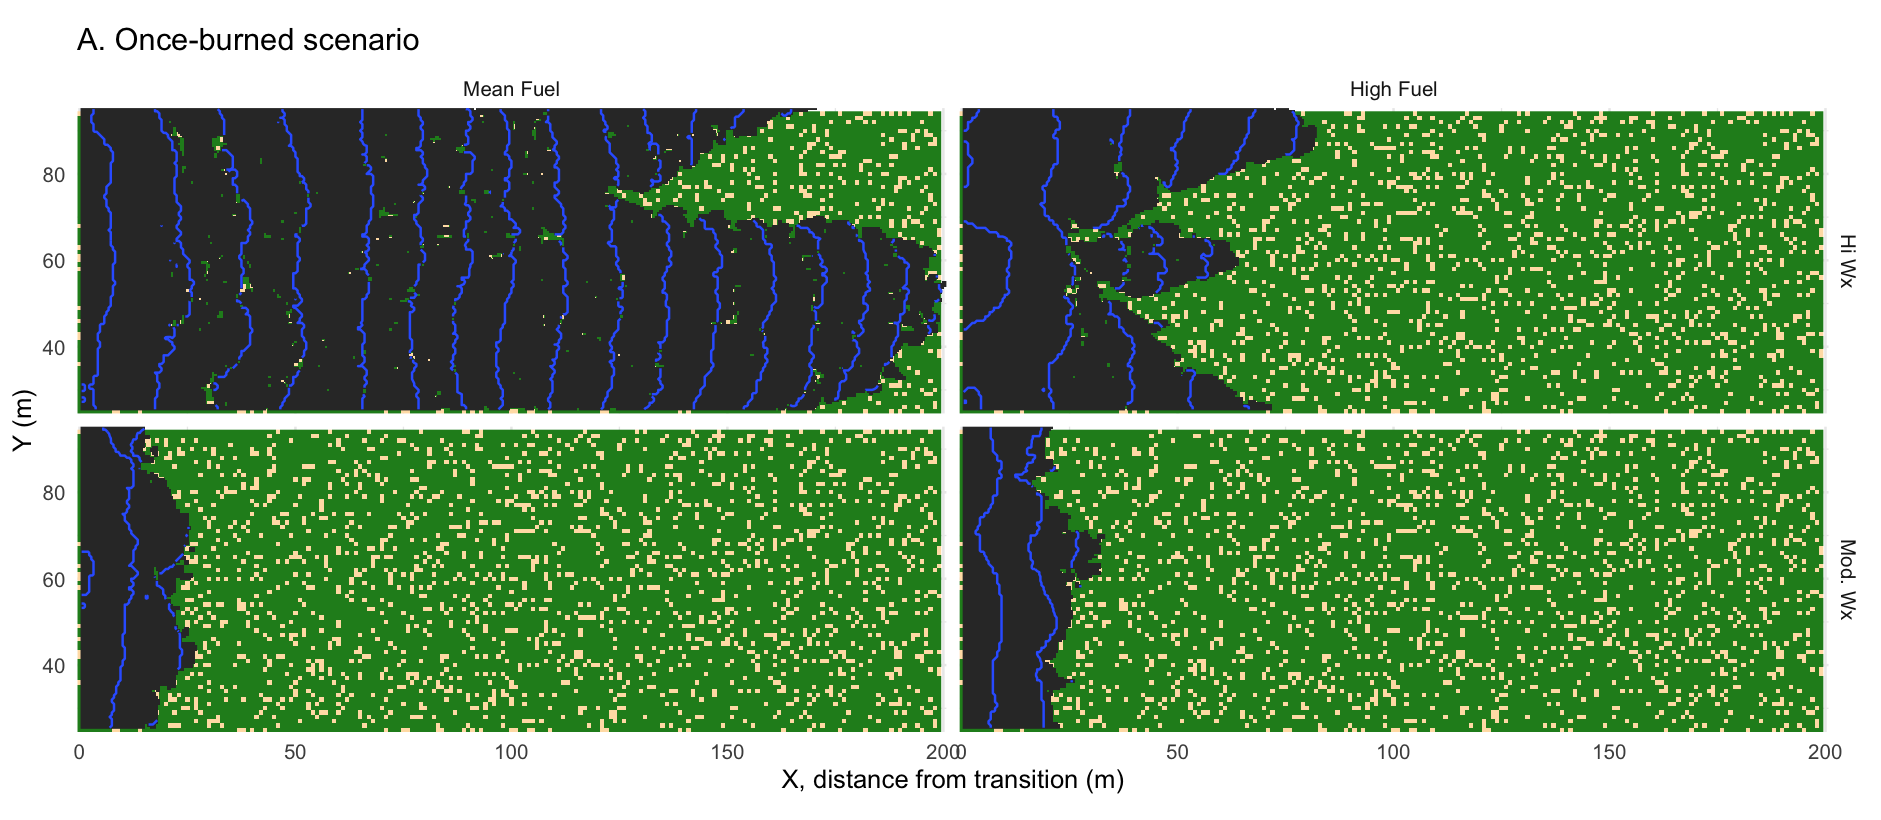 A. Once-burned scenario
Mean Fuel
High Fuel
80
60
40
Hi Wx
80
60
40
Mod. Wx
Y (m)
0
50
100
150
200
0
50
100
150
200
X, distance from transition (m)